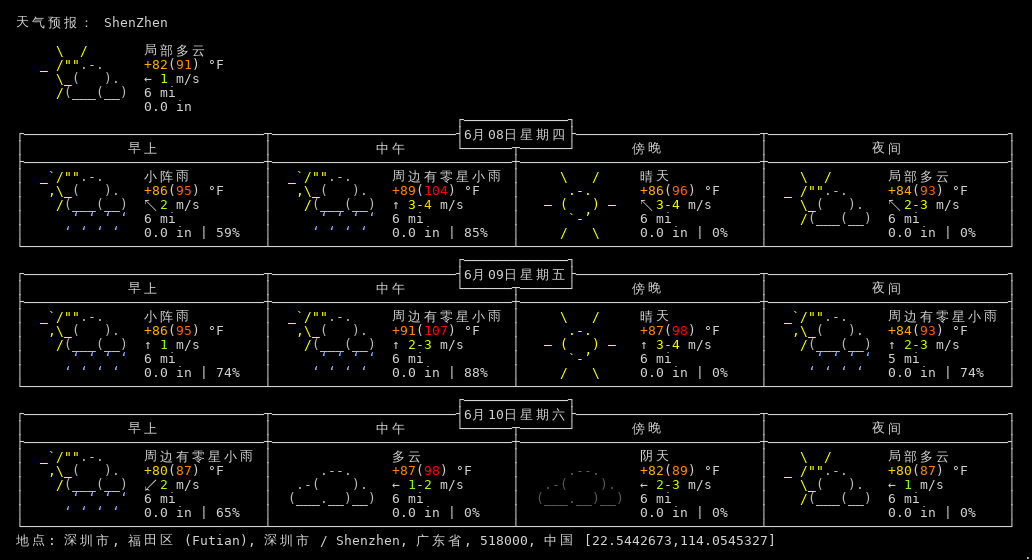 天气预报： ShenZhen
局部多云
+82(91) °F
← 1 m/s
6 mi
0.0 in
6月08日星期四
早上 中午 傍晚 夜间
小阵雨 周边有零星小雨 晴天 局部多云
+86(95) °F +89(104) °F +86(96) °F +84(93) °F
↖ 2 m/s ↑ 3-4 m/s ↖ 3-4 m/s ↖ 2-3 m/s
6 mi 6 mi 6 mi 6 mi
0.0 in | 59% 0.0 in | 85% 0.0 in | 0% 0.0 in | 0%
6月09日星期五
早上 中午 傍晚 夜间
小阵雨 周边有零星小雨 晴天 周边有零星小雨
+86(95) °F +91(107) °F +87(98) °F +84(93) °F
↑ 1 m/s ↑ 2-3 m/s ↑ 3-4 m/s ↑ 2-3 m/s
6 mi 6 mi 6 mi 5 mi
0.0 in | 74% 0.0 in | 88% 0.0 in | 0% 0.0 in | 74%
6月10日星期六
早上 中午 傍晚 夜间
周边有零星小雨 多云 阴天 局部多云
+80(87) °F +87(98) °F +82(89) °F +80(87) °F
↙ 2 m/s ← 1-2 m/s ← 2-3 m/s ← 1 m/s
6 mi 6 mi 6 mi 6 mi
0.0 in | 65% 0.0 in | 0% 0.0 in | 0% 0.0 in | 0%
地点: 深圳市, 福田区 (Futian), 深圳市 / Shenzhen, 广东省, 518000, 中国 [22.5442673,114.0545327]